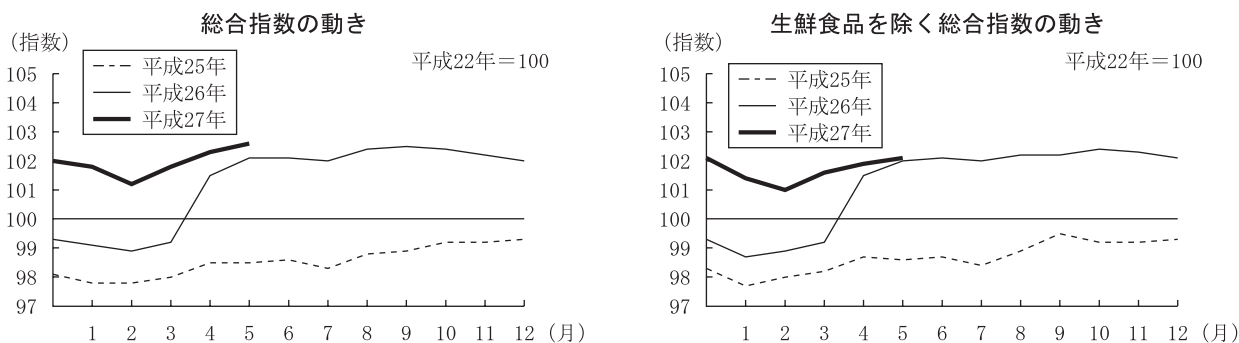 総合指数の動き
(指数)
平成22年=100
平成25年
平成26年
平成27年
105
104
103
102
101
100
99
98
97
1 2 3 4 5 6 7 8 9 10 11 12 (月)
生鮮食品を除く総合指数の動き
(指数)
平成22年=100
平成25年
平成26年
平成27年
105
104
103
102
101
100
99
98
97
1 2 3 4 5 6 7 8 9 10 11 12 (月)